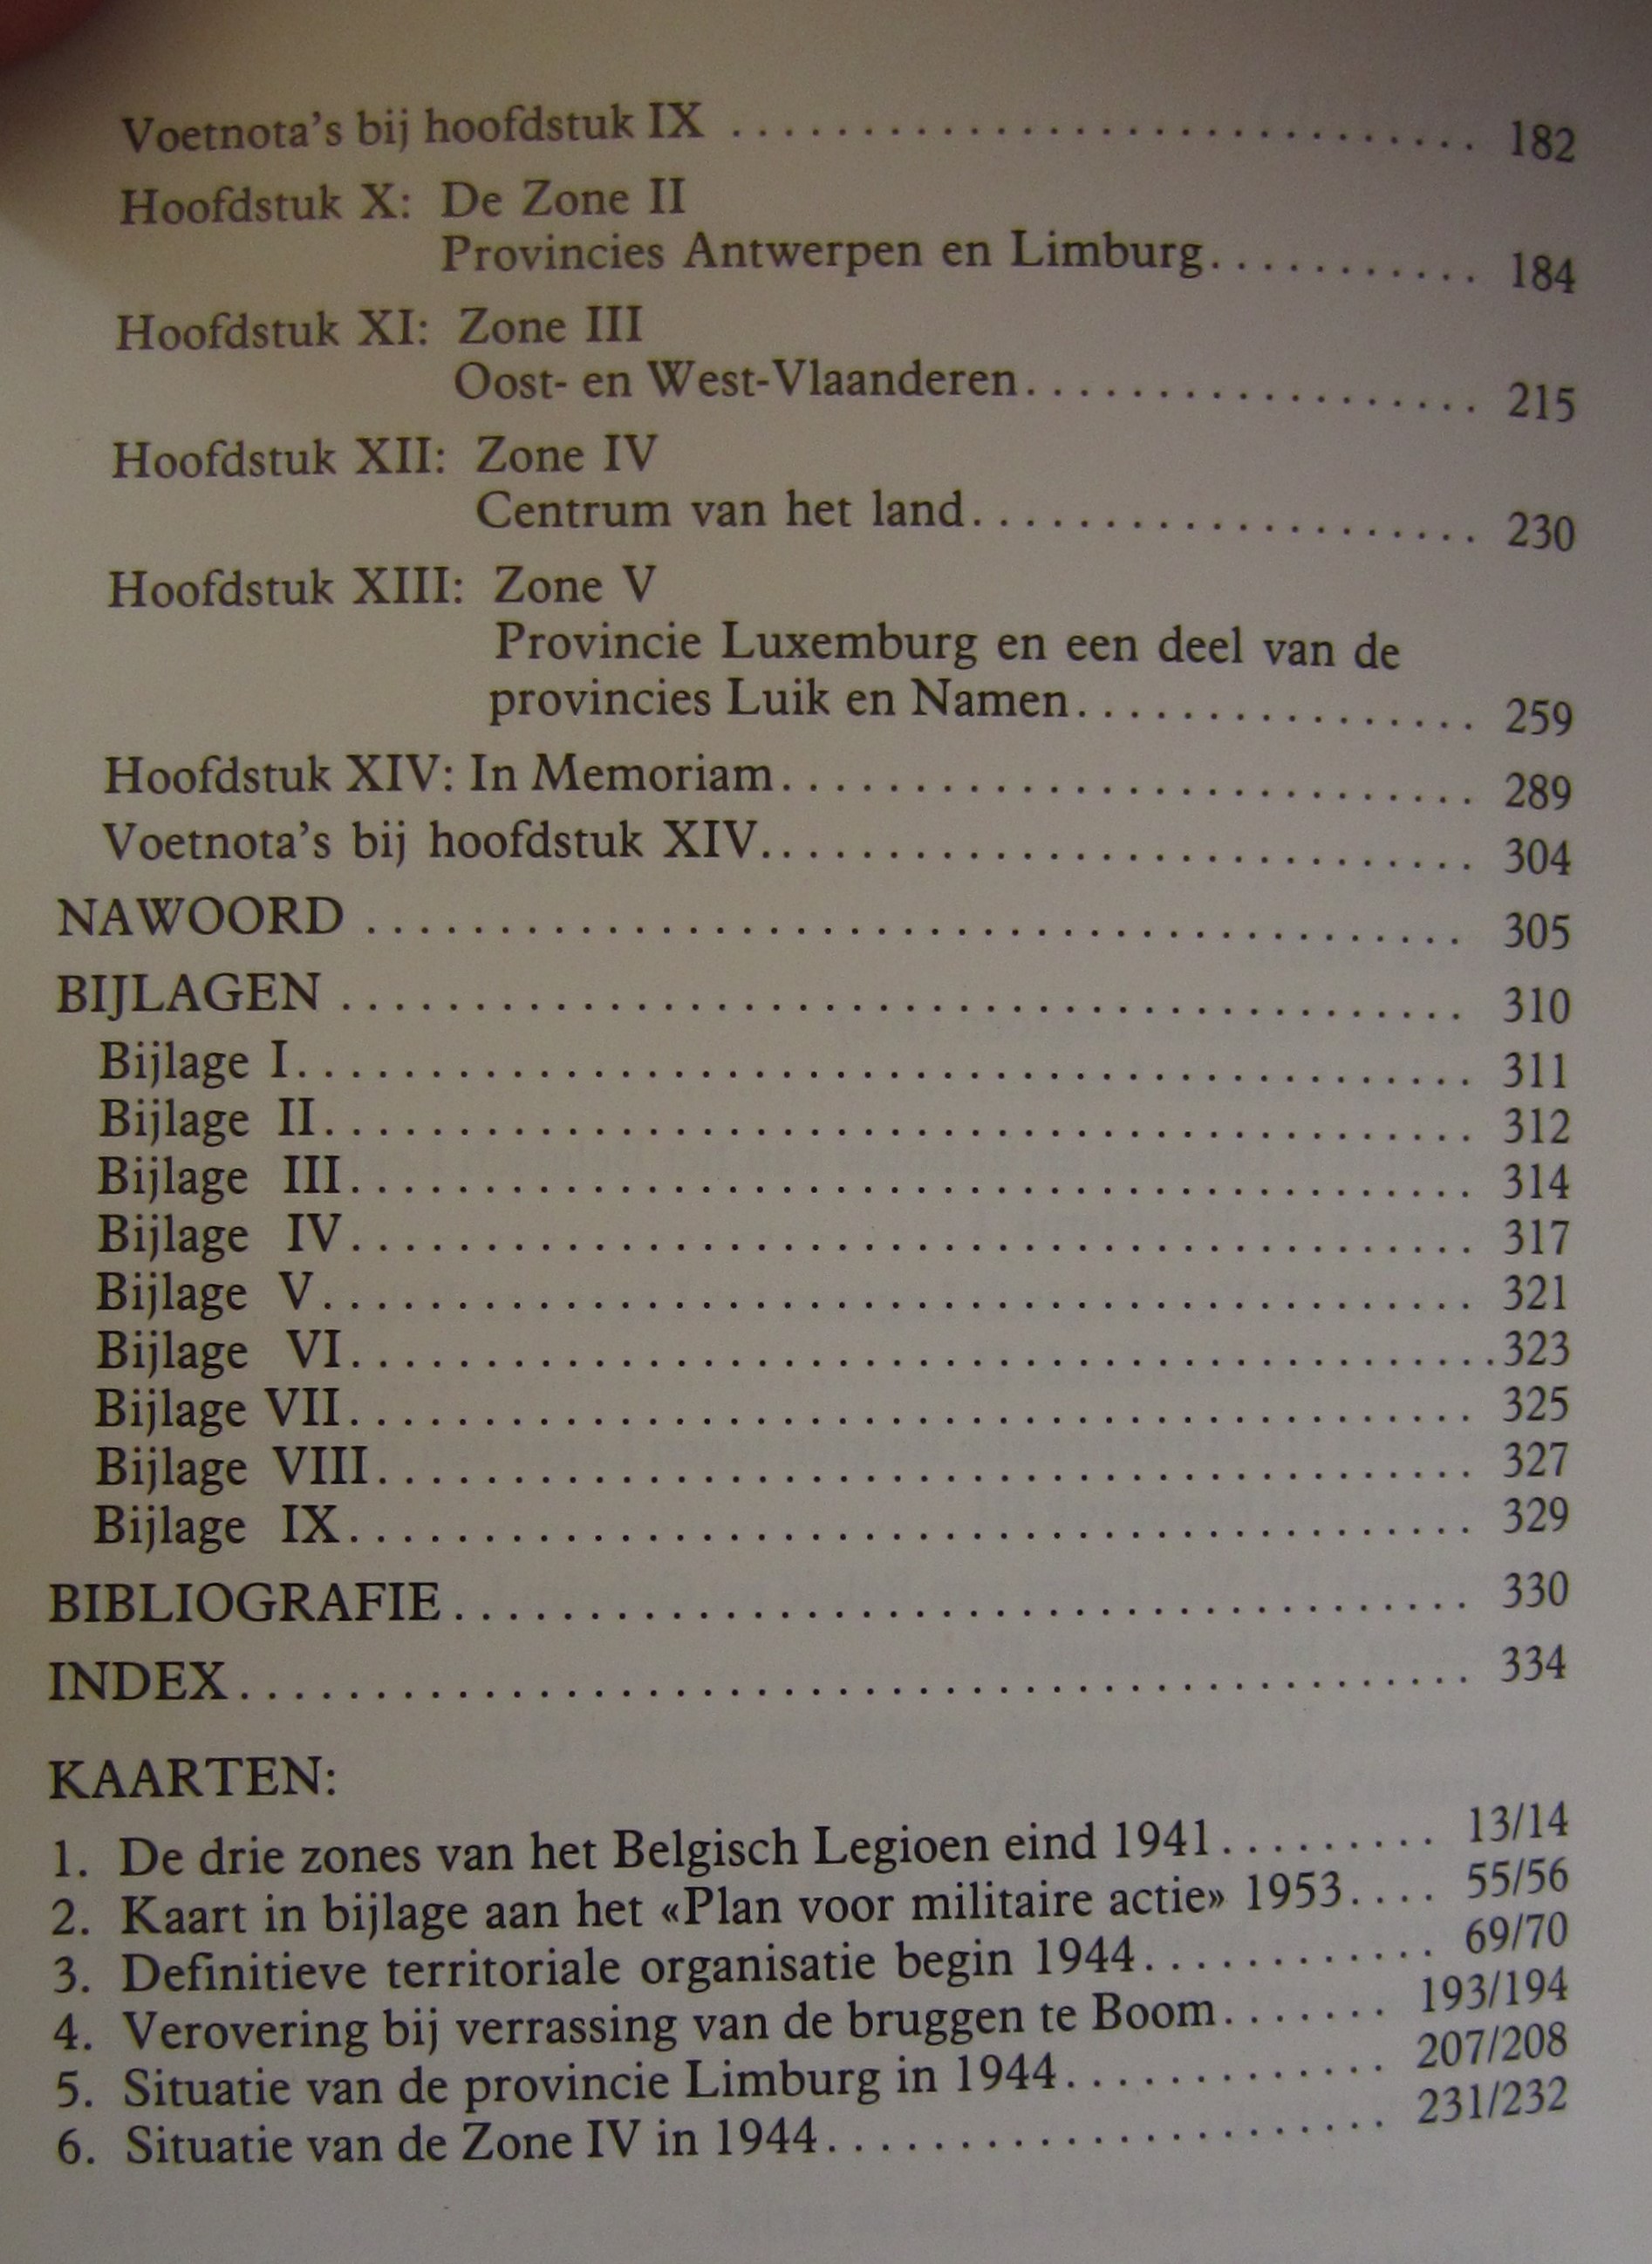 Voetnota's bij hoofdstuk IX ............................ 182
Hoofdstuk X: De Zone II
Provincies Antwerpen en Limburg........... 184
Hoofdstuk XI: Zone III
Oost- en West-Vlaanderen.................. 215
Hoofdstuk XII: Zone IV
Centrum van het land.................... 230
Hoofdstuk XIII: Zone V
Provincie Luxemburg en een deel van de
provincies Luik en Namen................ 259
Hoofdstuk XIV: In Memoriam........................... 289
Voetnota's bij hoofdstuk XIV............................ 304
NAWOORD .......................................... 305
BIJLAGEN ........................................... 310
Bijlage I............................................. 311
Bijlage II............................................ 312
Bijlage III........................................... 314
Bijlage IV........................................... 317
Bijlage V............................................ 321
Bijlage VI............................................323
Bijlage VII........................................... 325
Bijlage VIII.......................................... 327
Bijlage IX........................................... 329
BIBLIOGRAFIE....................................... 330
INDEX............................................... 334
KAARTEN:
1. De drie zones van het Belgisch Legioen eind 1941......... 13/14
2. Kaart in bijlage aan het «Plan voor militaire actie» 1953.... 55/56
3. Definitieve territoriale organisatie begin 1944............ 69/70
4. Verovering bij verrassing van de bruggen te Boom....... 193/194
5. Situatie van de provincie Limburg in 1944............. 207/208
6. Situatie van de Zone IV in 1944...................... 231/232